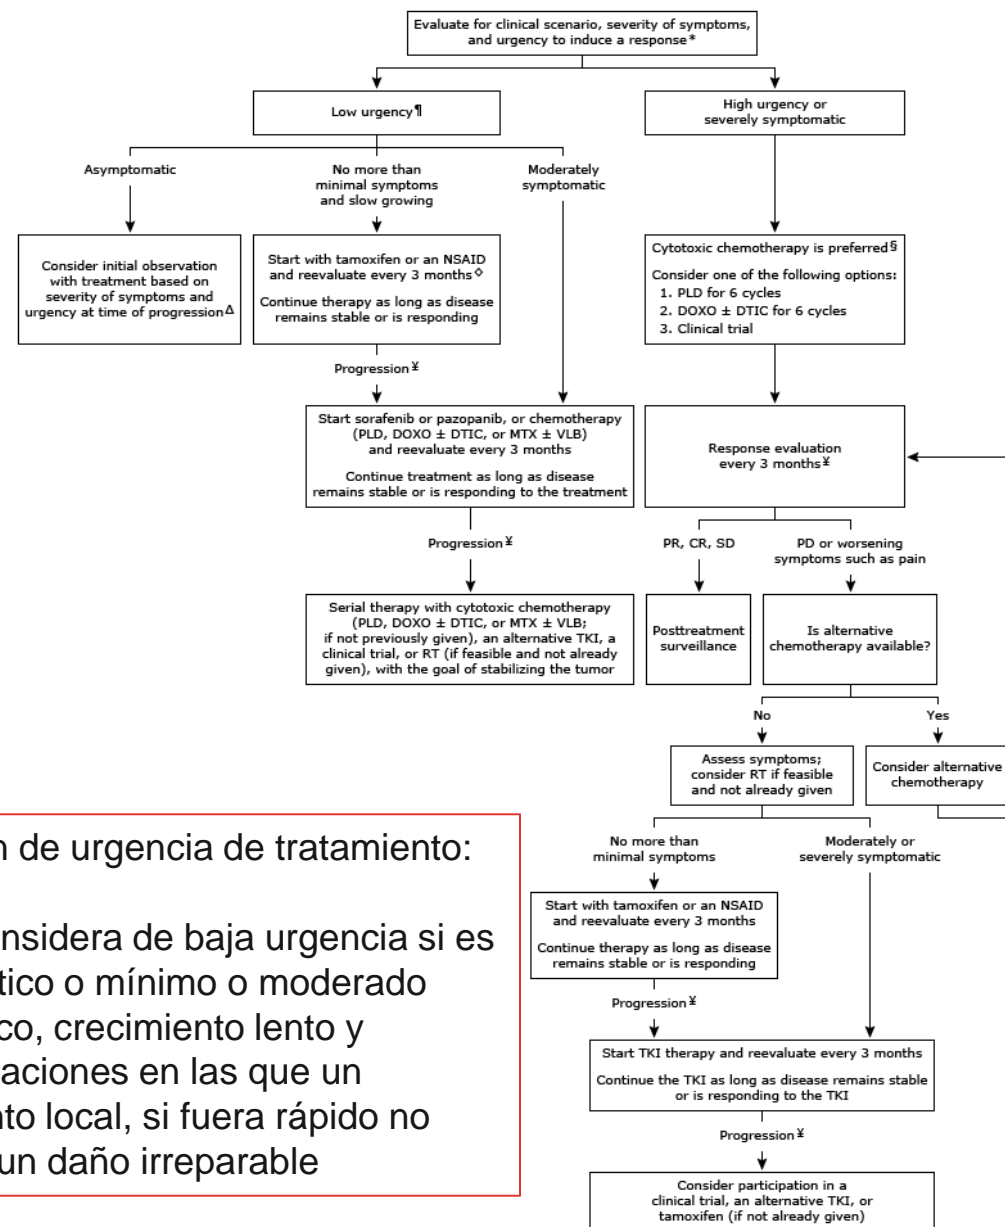 Evaluate for clinical scenario, severity of symptoms,
and urgency to induce a response*
Low urgency¶
High urgency or
severely symptomatic
Asymptomatic
No more than
minimal symptoms
and slow growing
Moderately
symptomatic
Consider initial observation
with treatment based on
severity of symptoms and
urgency at time of progressionΔ
Start with tamoxifen or an NSAID
and reevaluate every 3 months◇
Continue therapy as long as disease
remains stable or is responding
Cytotoxic chemotherapy is preferred§
Consider one of the following options:
1. PLD for 6 cycles
2. DOXO ± DTIC for 6 cycles
3. Clinical trial
Progression¥
Start sorafenib or pazopanib, or chemotherapy
(PLD, DOXO ± DTIC, or MTX ± VLB)
and reevaluate every 3 months
Continue treatment as long as disease
remains stable or is responding to the treatment
Response evaluation
every 3 months¥
Progression¥
PR, CR, SD
PD or worsening
symptoms such as pain
Serial therapy with cytotoxic chemotherapy
(PLD, DOXO ± DTIC, or MTX ± VLB;
if not previously given), an alternative TKI, a
clinical trial, or RT (if feasible and not already
given), with the goal of stabilizing the tumor
Posttreatment
surveillance
Is alternative
chemotherapy available?
No
Yes
Assess symptoms;
consider RT if feasible
and not already given
Consider alternative
chemotherapy
No more than
minimal symptoms
Moderately or
severely symptomatic
Start with tamoxifen or an NSAID
and reevaluate every 3 months
Continue therapy as long as disease
remains stable or is responding
Progression¥
Start TKI therapy and reevaluate every 3 months
Continue the TKI as long as disease remains stable
or is responding to the TKI
Progression¥
Consider participation in a
clinical trial, an alternative TKI, or
tamoxifen (if not already given)
n de urgencia de tratamiento:
nsidera de baja urgencia si es
tico o mínimo o moderado
co, crecimiento lento y
aciones en las que un
nto local, si fuera rápido no
un daño irreparable